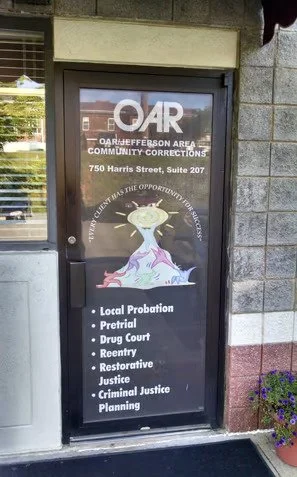 OAR
OAR/JEFFERSON AREA
COMMUNITY CORRECTIONS
750 Harris Street, Suite 207
"EVERY CLIENT HAS THE OPPORTUNITY FOR SUCCESS"
• Local Probation
• Pretrial
• Drug Court
• Reentry
• Restorative
Justice
• Criminal Justice
Planning